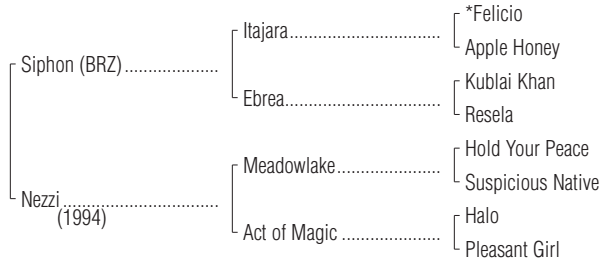 *Felicio
Itajara
Apple Honey
Siphon (BRZ)
Kublai Khan
Ebrea
Resela
Hold Your Peace
Meadowlake
Suspicious Native
Nezzi
(1994)
Halo
Act of Magic
Pleasant Girl